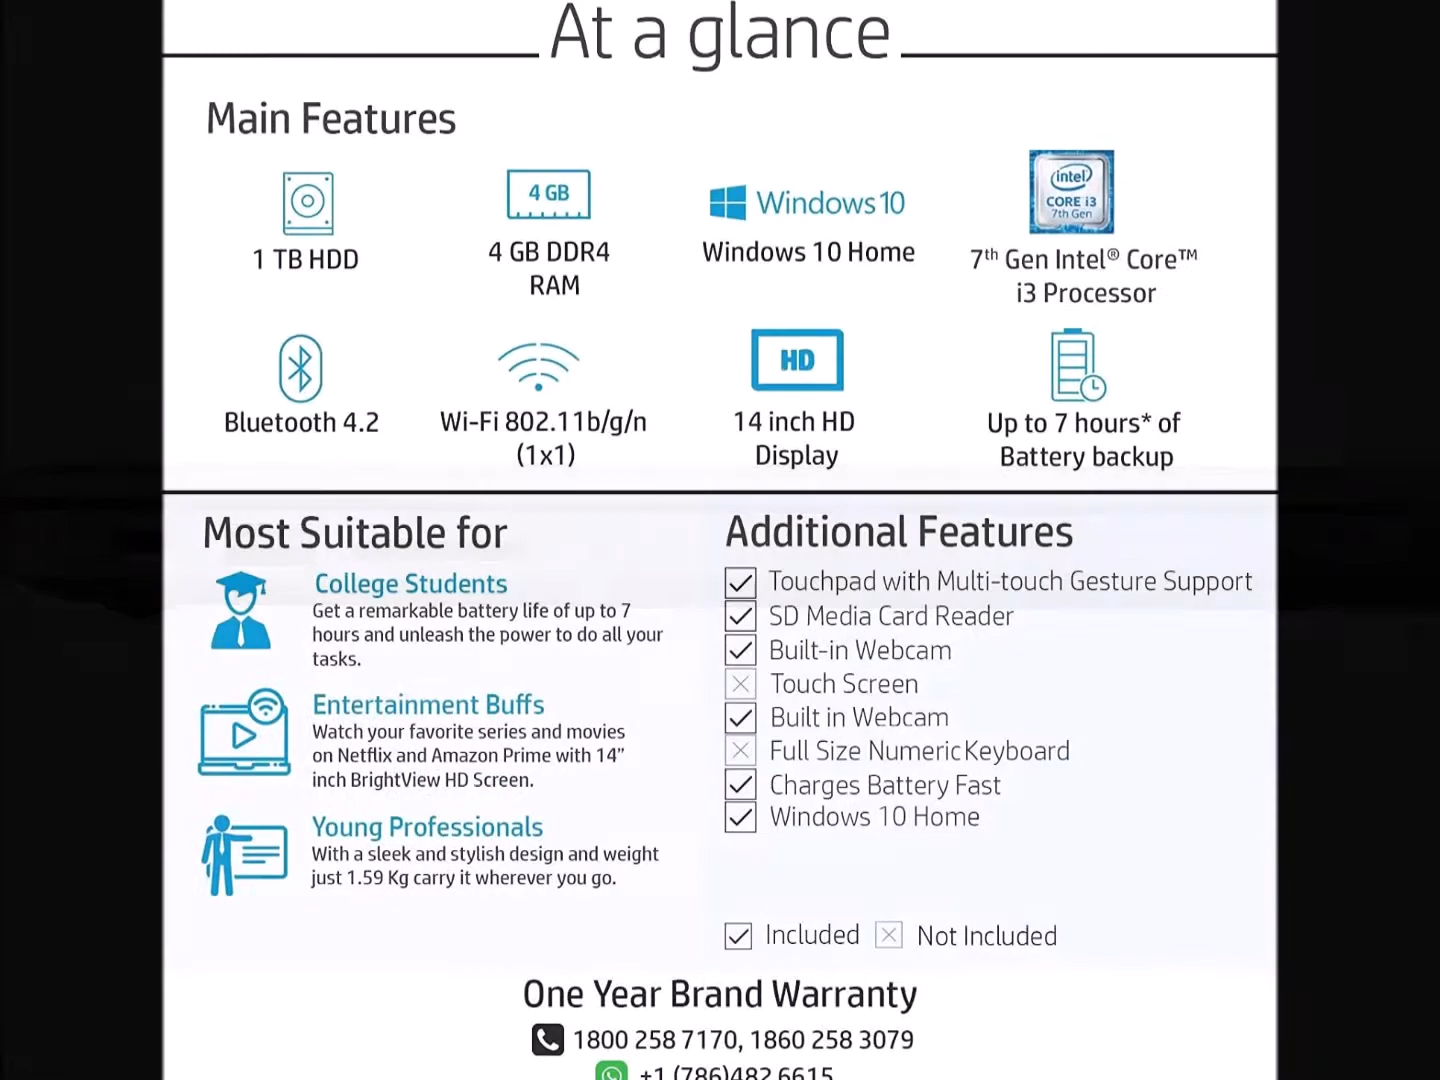 At a glance
Main Features
1 TB HDD
4 GB
4 GB DDR4
RAM
Windows 10
Windows 10 Home
intel
CORE i3
7th Gen
7th Gen Intel® Core™
i3 Processor
Bluetooth 4.2
Wi-Fi 802.11b/g/n
(1x1)
HD
14 inch HD
Display
Up to 7 hours* of
Battery backup
Most Suitable for
College Students
Get a remarkable battery life of up to 7
hours and unleash the power to do all your
tasks.
Entertainment Buffs
Watch your favorite series and movies
on Netflix and Amazon Prime with 14”
inch BrightView HD Screen.
Young Professionals
With a sleek and stylish design and weight
just 1.59 Kg carry it wherever you go.
Additional Features
Touchpad with Multi-touch Gesture Support
SD Media Card Reader
Built-in Webcam
Touch Screen
Built in Webcam
Full Size Numeric Keyboard
Charges Battery Fast
Windows 10 Home
Included Not Included
One Year Brand Warranty
1800 258 7170, 1860 258 3079
+1 (786)482 6615